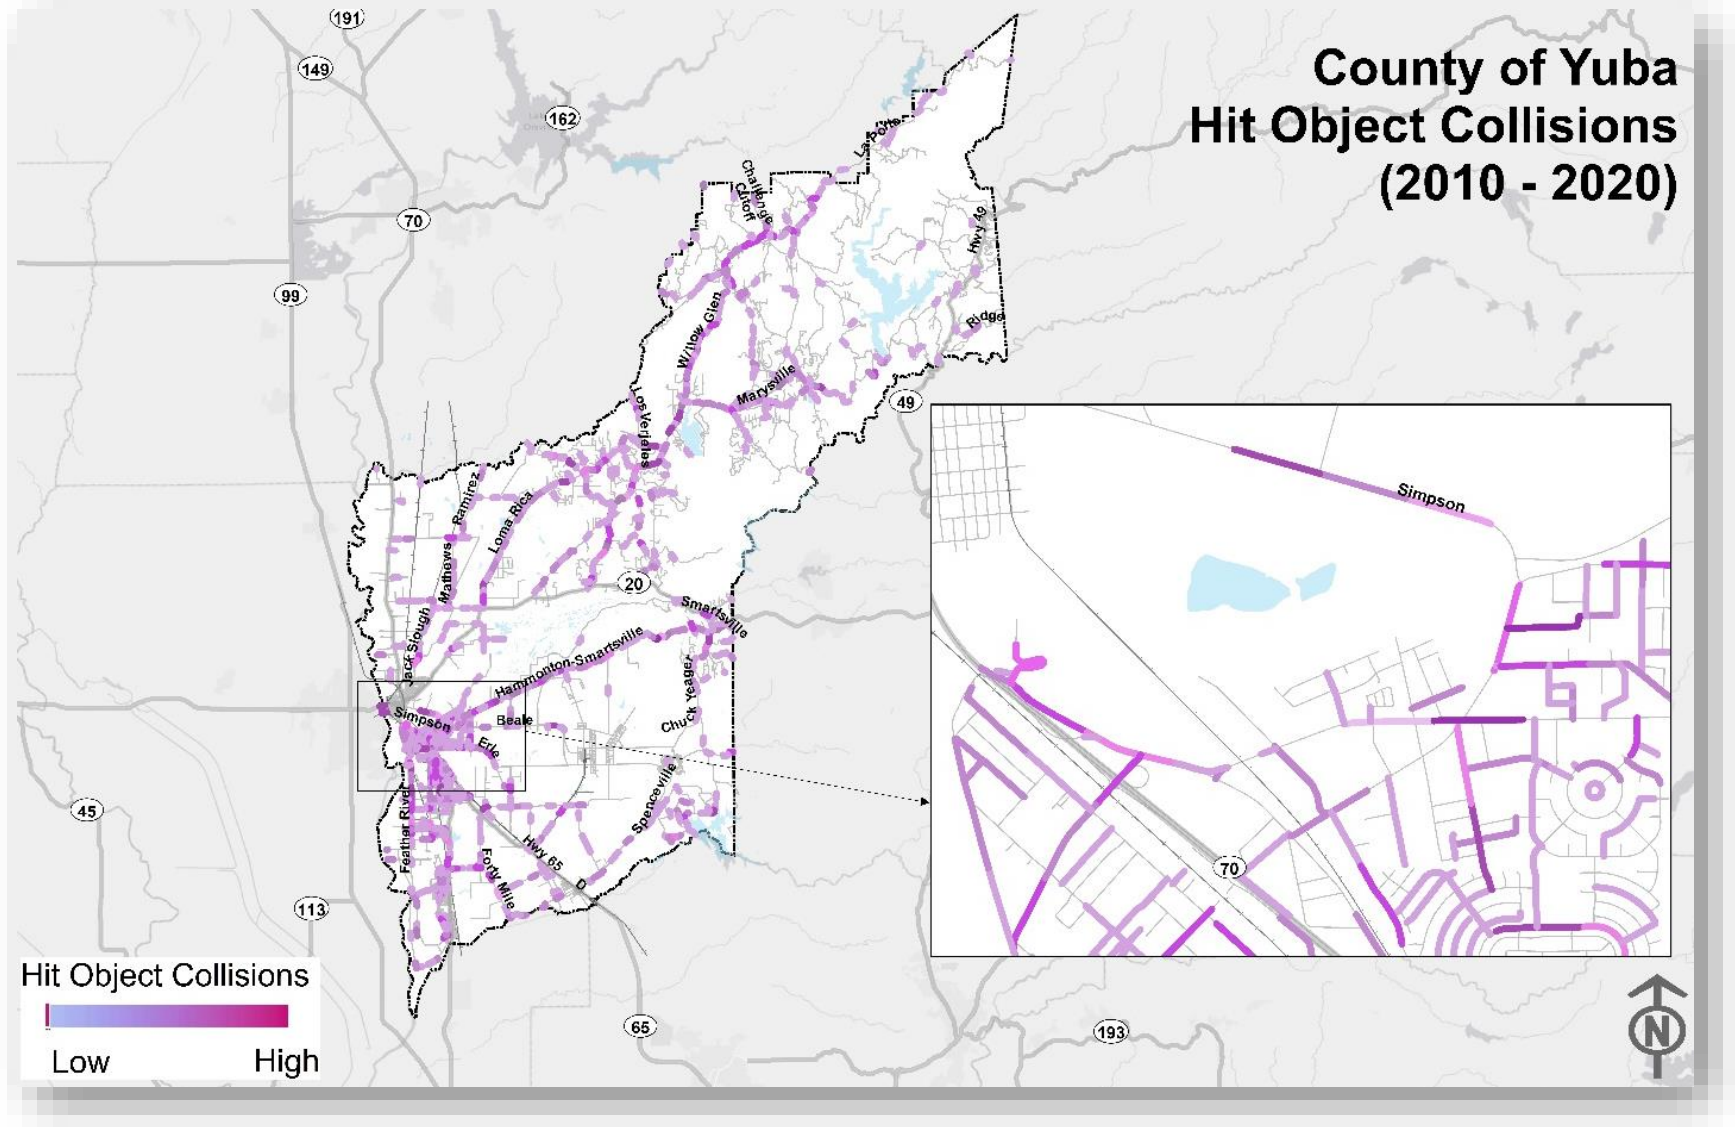 County of Yuba
Hit Object Collisions
(2010 - 2020)
191
149
162
70
99
La Porte
Challenge
Cutoff
Hwy 49
Ridge
Willow Glen
Marysville
Los Verjeles
49
Ramirez
Loma Rica
Mathews
20
Smartsville
Jack Slough
Hammonton-Smartsville
Simpson
Beale
Erle
Chuck Yeager
Spenceville
Feather River
Hwy 65
Forty Mile
D
45
113
65
193
Simpson
70
Hit Object Collisions
Low High
N